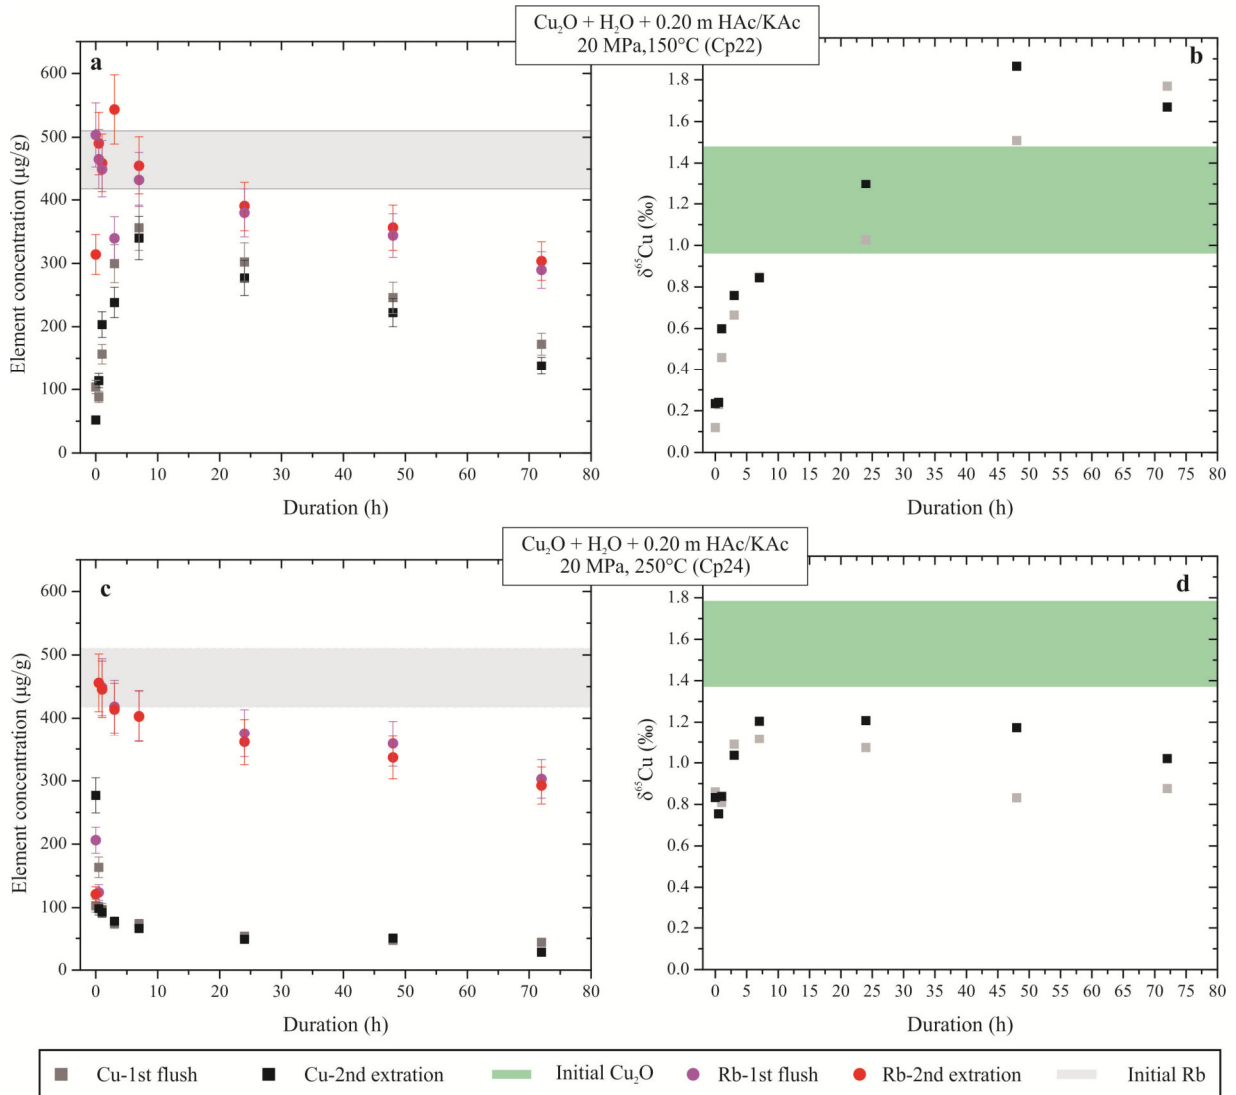 Cu₂O + H₂O + 0.20 m HAc/KAc
20 MPa,150°C (Cp22)
a
b
600
500
400
300
200
100
0
Element concentration (µg/g)
0 10 20 30 40 50 60 70 80
Duration (h)
1.8
1.6
1.4
1.2
1.0
0.8
0.6
0.4
0.2
0.0
δ⁶⁵Cu (‰)
0 5 10 15 20 25 30 35 40 45 50 55 60 65 70 75 80
Duration (h)
Cu₂O + H₂O + 0.20 m HAc/KAc
20 MPa, 250°C (Cp24)
c
d
600
500
400
300
200
100
0
Element concentration (µg/g)
0 10 20 30 40 50 60 70 80
Duration (h)
1.8
1.6
1.4
1.2
1.0
0.8
0.6
0.4
0.2
0.0
δ⁶⁵Cu (‰)
0 5 10 15 20 25 30 35 40 45 50 55 60 65 70 75 80
Duration (h)
Cu-1st flush Cu-2nd extration Initial Cu₂O Rb-1st flush Rb-2nd extration Initial Rb